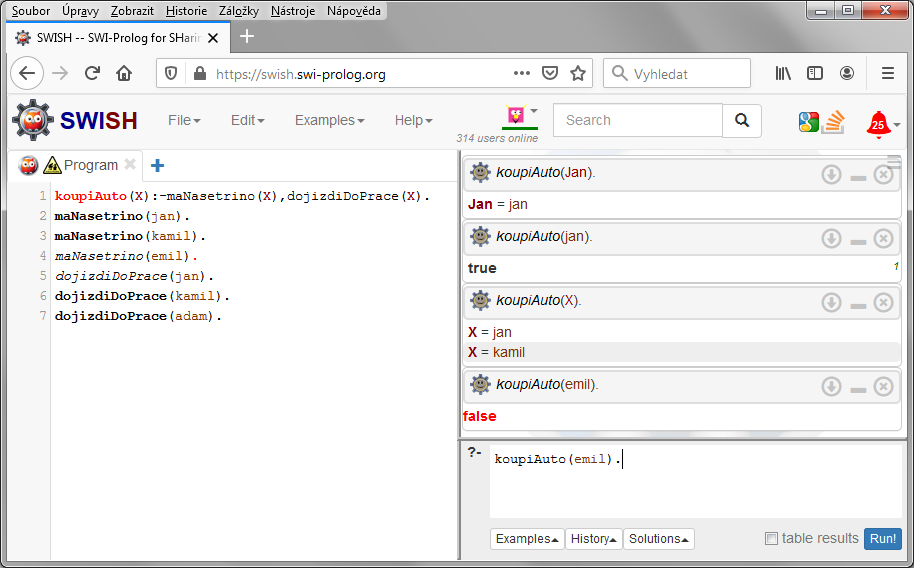 Soubor Úpravy Zobrazit Historie Záložky Nástroje Nápověda
SWISH -- SWI-Prolog for SHarin
https://swish.swi-prolog.org
Vyhledat
SWISH File Edit Examples Help
314 users online
Search
25
Program
1 koupiAuto(X):-maNasetrino(X),dojizdiDoPrace(X).
2 maNasetrino(jan).
3 maNasetrino(kamil).
4 maNasetrino(emil).
5 dojizdiDoPrace(jan).
6 dojizdiDoPrace(kamil).
7 dojizdiDoPrace(adam).
koupiAuto(Jan).
Jan = jan
koupiAuto(jan).
true 1
koupiAuto(X).
X = jan
X = kamil
koupiAuto(emil).
false
?- koupiAuto(emil).
Examples History Solutions table results Run!